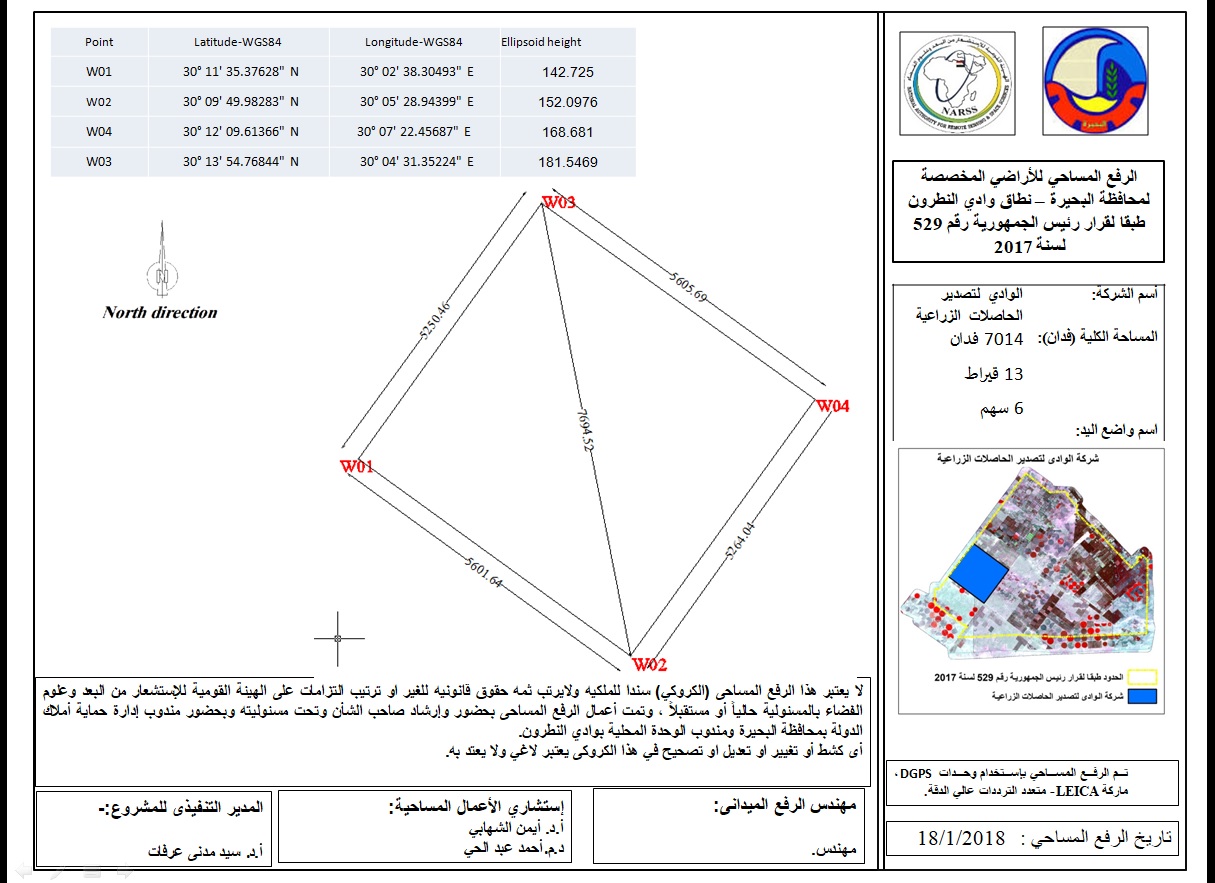 Point Latitude-WGS84 Longitude-WGS84 Ellipsoid height
W01 30° 11' 35.37628" N 30° 02' 38.30493" E 142.725
W02 30° 09' 49.98283" N 30° 05' 28.94399" E 152.0976
W04 30° 12' 09.61366" N 30° 07' 22.45687" E 168.681
W03 30° 13' 54.76844" N 30° 04' 31.35224" E 181.5469
North direction
W03
5605.69
5250.46
W04
7694.52
W01
5264.04
5601.64
W02
NARSS
NATIONAL AUTHORITY FOR REMOTE SENSING & SPACE SCIENCES
البحيرة
الرفع المساحي للأراضي المخصصة
لمحافظة البحيرة – نطاق وادي النطرون
طبقا لقرار رئيس الجمهورية رقم 529
لسنة 2017
أسم الشركة: الوادي لتصدير
الحاصلات الزراعية
المساحة الكلية (فدان): 7014 فدان
13 قيراط
6 سهم
اسم واضع اليد:
شركة الوادى لتصدير الحاصلات الزراعية
الحدود طبقا لقرار رئيس الجمهورية رقم 529 لسنة 2017
شركة الوادى لتصدير الحاصلات الزراعية
تـم الرفـع المسـاحي بإستخدام وحـدات DGPS،
ماركة LEICA- متعدد الترددات عالي الدقة.
تاريخ الرفع المساحي : 18/1/2018
لا يعتبر هذا الرفع المساحى (الكروكي) سندا للملكيه ولايرتب ثمه حقوق قانونيه للغير او ترتيب التزامات على الهيئة القومية للإستشعار من البعد وعلوم
الفضاء بالمسئولية حالياً أو مستقبلاً ، وتمت أعمال الرفع المساحى بحضور وإرشاد صاحب الشأن وتحت مسئوليته وبحضور مندوب إدارة حماية أملاك
الدولة بمحافظة البحيرة ومندوب الوحدة المحلية بوادي النطرون.
أى كشط أو تغيير او تعديل او تصحيح في هذا الكروكى يعتبر لاغي ولا يعتد به.
مهندس الرفع الميدانى:
مهندس.
إستشاري الأعمال المساحية:
أ.د. أيمن الشهابي
د.م.أحمد عبد الحي
المدير التنفيذى للمشروع:-
أ.د. سيد مدنى عرفات